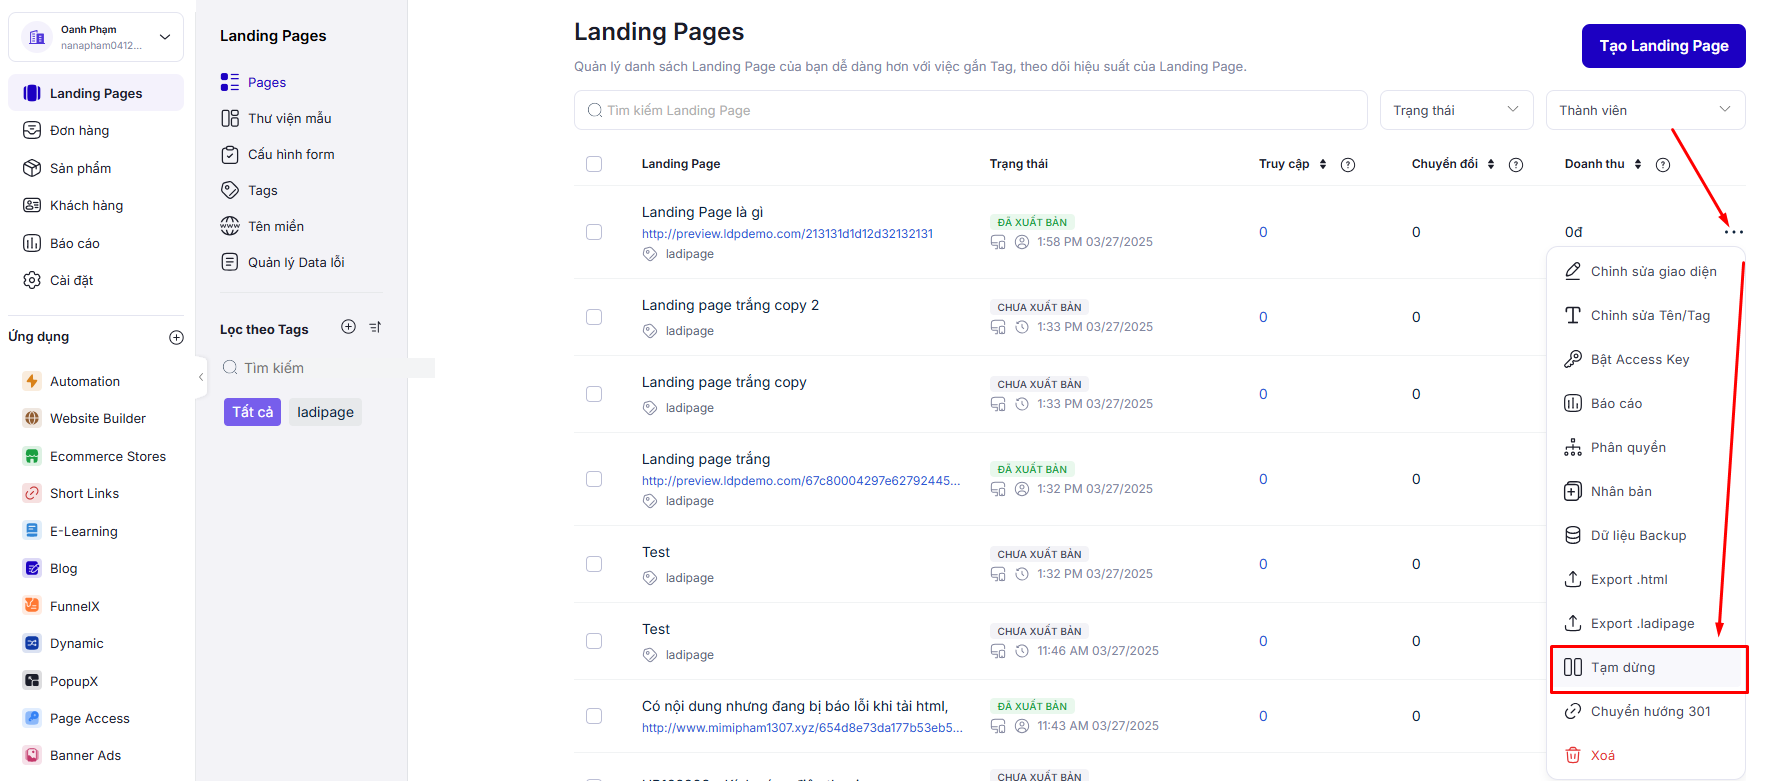 Oanh Phạm
nanapham0412...
Landing Pages
Đơn hàng
Sản phẩm
Khách hàng
Báo cáo
Cài đặt
Ứng dụng
Automation
Website Builder
Ecommerce Stores
Short Links
E-Learning
Blog
FunnelX
Dynamic
PopupX
Page Access
Banner Ads
Landing Pages
Pages
Thư viện mẫu
Cấu hình form
Tags
Tên miền
Quản lý Data lỗi
Lọc theo Tags
Tìm kiếm
Tất cả ladipage
Landing Pages
Quản lý danh sách Landing Page của bạn dễ dàng hơn với việc gắn Tag, theo dõi hiệu suất của Landing Page.
Tạo Landing Page
Tìm kiếm Landing Page
Trạng thái
Thành viên
Landing Page Trạng thái Truy cập Chuyển đổi Doanh thu
Landing Page là gì
http://preview.ldpdemo.com/213131d1d12d32132131
ladipage
ĐÃ XUẤT BẢN
1:58 PM 03/27/2025
0 0 0đ
Landing page trắng copy 2
ladipage
CHƯA XUẤT BẢN
1:33 PM 03/27/2025
0 0
Landing page trắng copy
ladipage
CHƯA XUẤT BẢN
1:33 PM 03/27/2025
0 0
Landing page trắng
http://preview.ldpdemo.com/67c80004297e62792445...
ladipage
ĐÃ XUẤT BẢN
1:32 PM 03/27/2025
0 0
Test
ladipage
CHƯA XUẤT BẢN
1:32 PM 03/27/2025
0 0
Test
ladipage
CHƯA XUẤT BẢN
11:46 AM 03/27/2025
0 0
Có nội dung nhưng đang bị báo lỗi khi tải html,
http://www.mimipham1307.xyz/654d8e73da177b53eb5...
ĐÃ XUẤT BẢN
11:43 AM 03/27/2025
0 0
CHƯA XUẤT BẢN
Chỉnh sửa giao diện
Chỉnh sửa Tên/Tag
Bật Access Key
Báo cáo
Phân quyền
Nhân bản
Dữ liệu Backup
Export .html
Export .ladipage
Tạm dừng
Chuyển hướng 301
Xoá